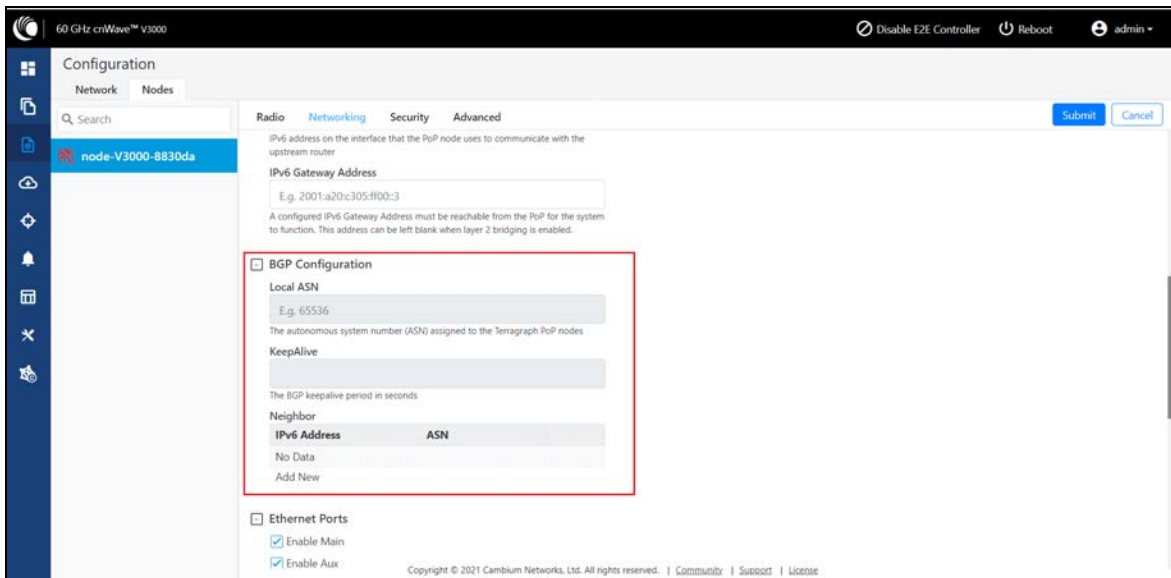 60 GHz cnWave™ V3000
Disable E2E Controller
Reboot
admin
Configuration
Network
Nodes
Search
node-V3000-8830da
Radio
Networking
Security
Advanced
Submit
Cancel
IPv6 address on the interface that the PoP node uses to communicate with the
upstream router
IPv6 Gateway Address
E.g. 2001:a20:c305:ff00::3
A configured IPv6 Gateway Address must be reachable from the PoP for the system
to function. This address can be left blank when layer 2 bridging is enabled.
BGP Configuration
Local ASN
E.g. 65536
The autonomous system number (ASN) assigned to the Terragraph PoP nodes
KeepAlive
The BGP keepalive period in seconds
Neighbor
IPv6 Address ASN
No Data
Add New
Ethernet Ports
Enable Main
Enable Aux
Copyright © 2021 Cambium Networks, Ltd. All rights reserved. | Community | Support | License